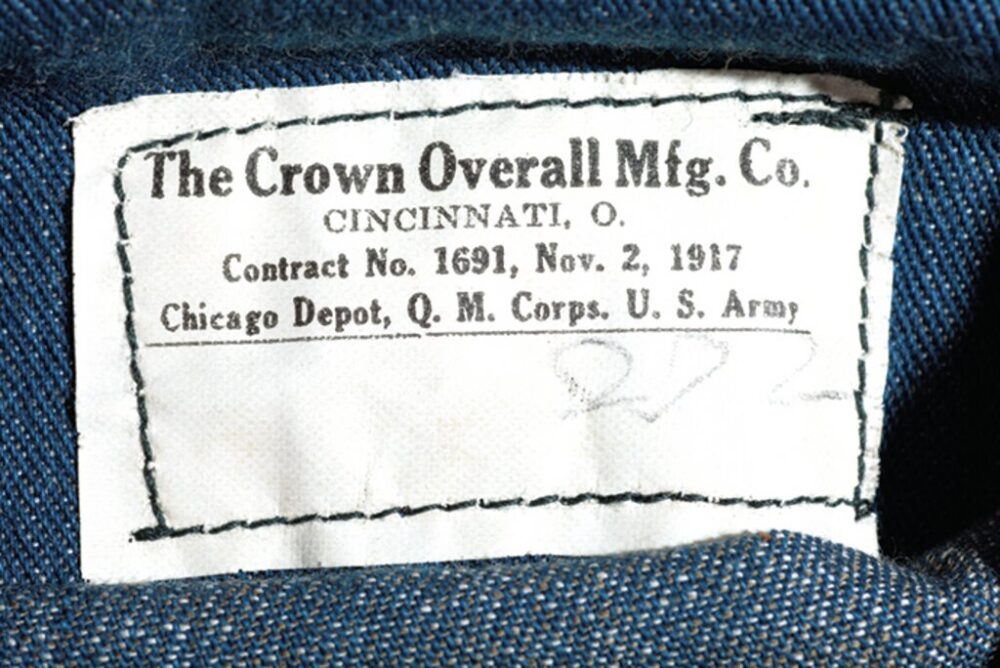 The Crown Overall Mfg. Co.
CINCINNATI, O.
Contract No. 1691, Nov. 2, 1917
Chicago Depot, Q. M. Corps. U. S. Army